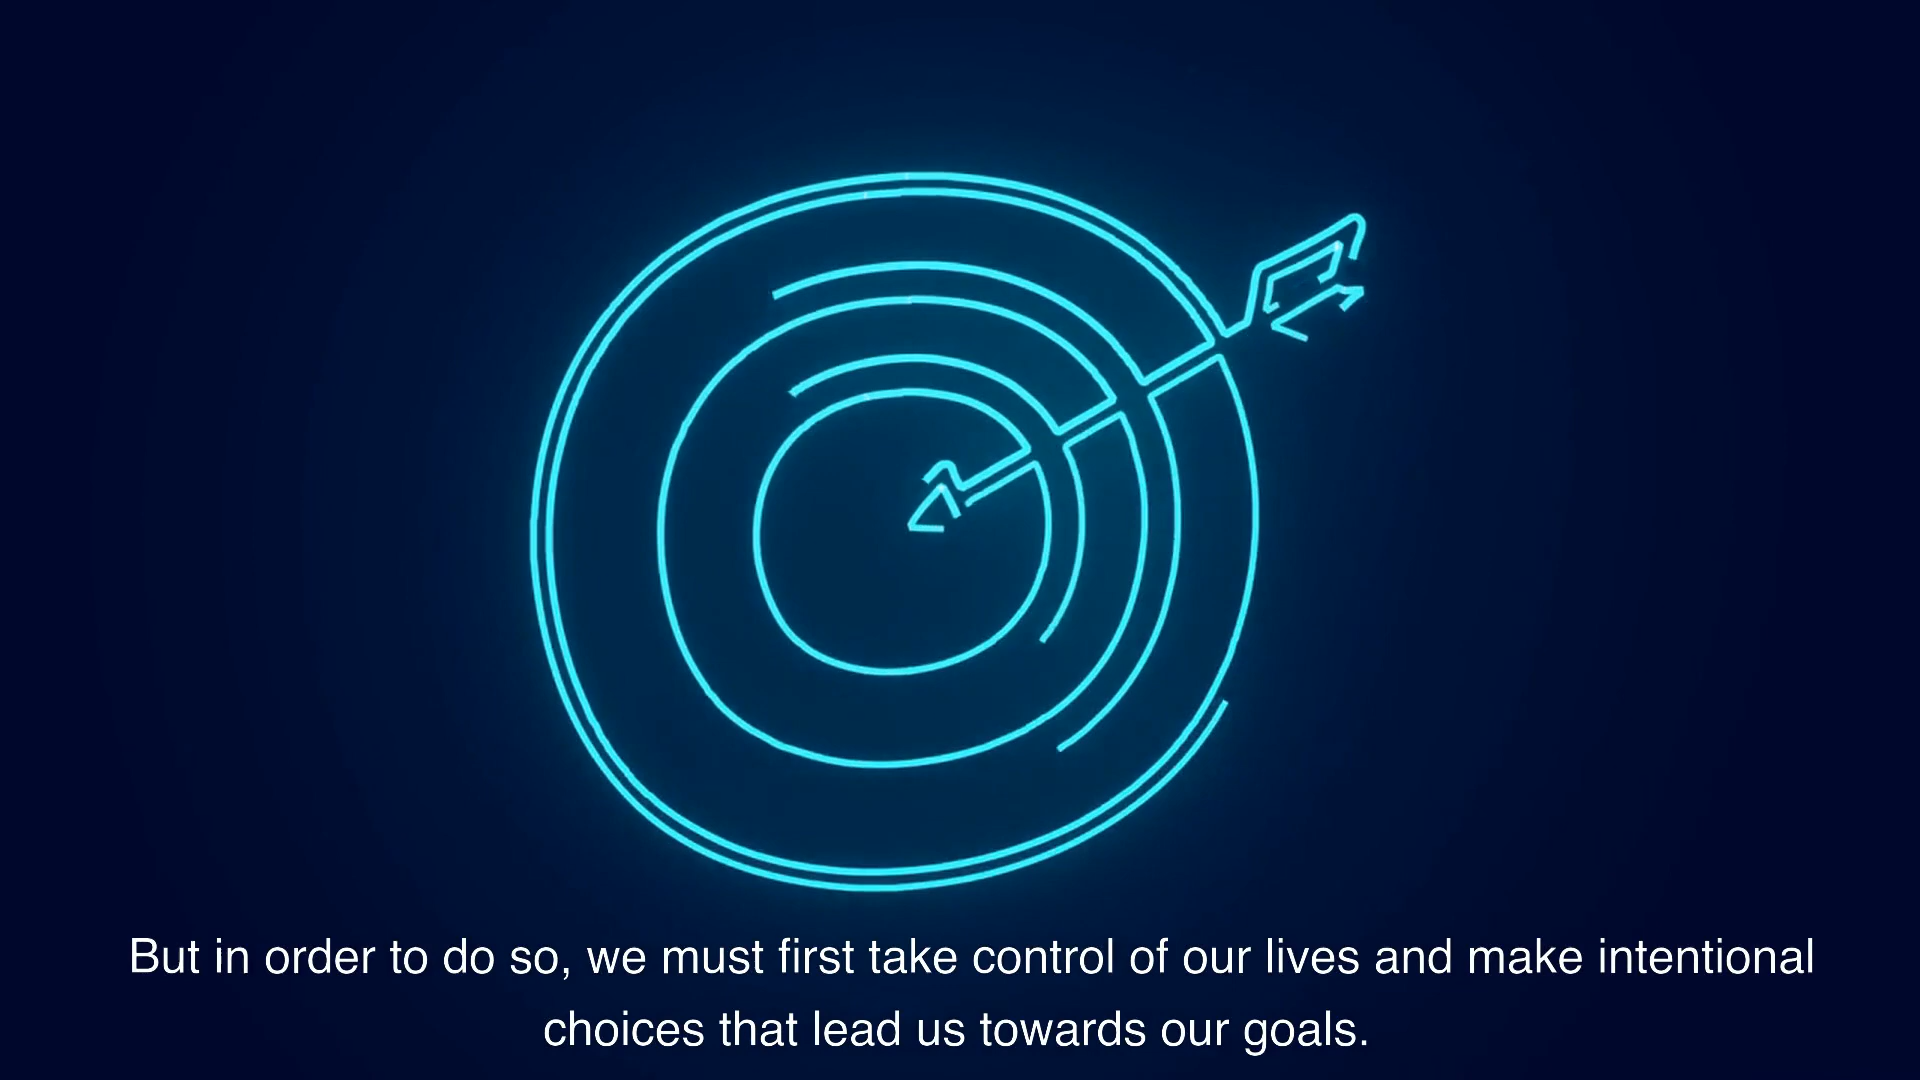 But in order to do so, we must first take control of our lives and make intentional
choices that lead us towards our goals.